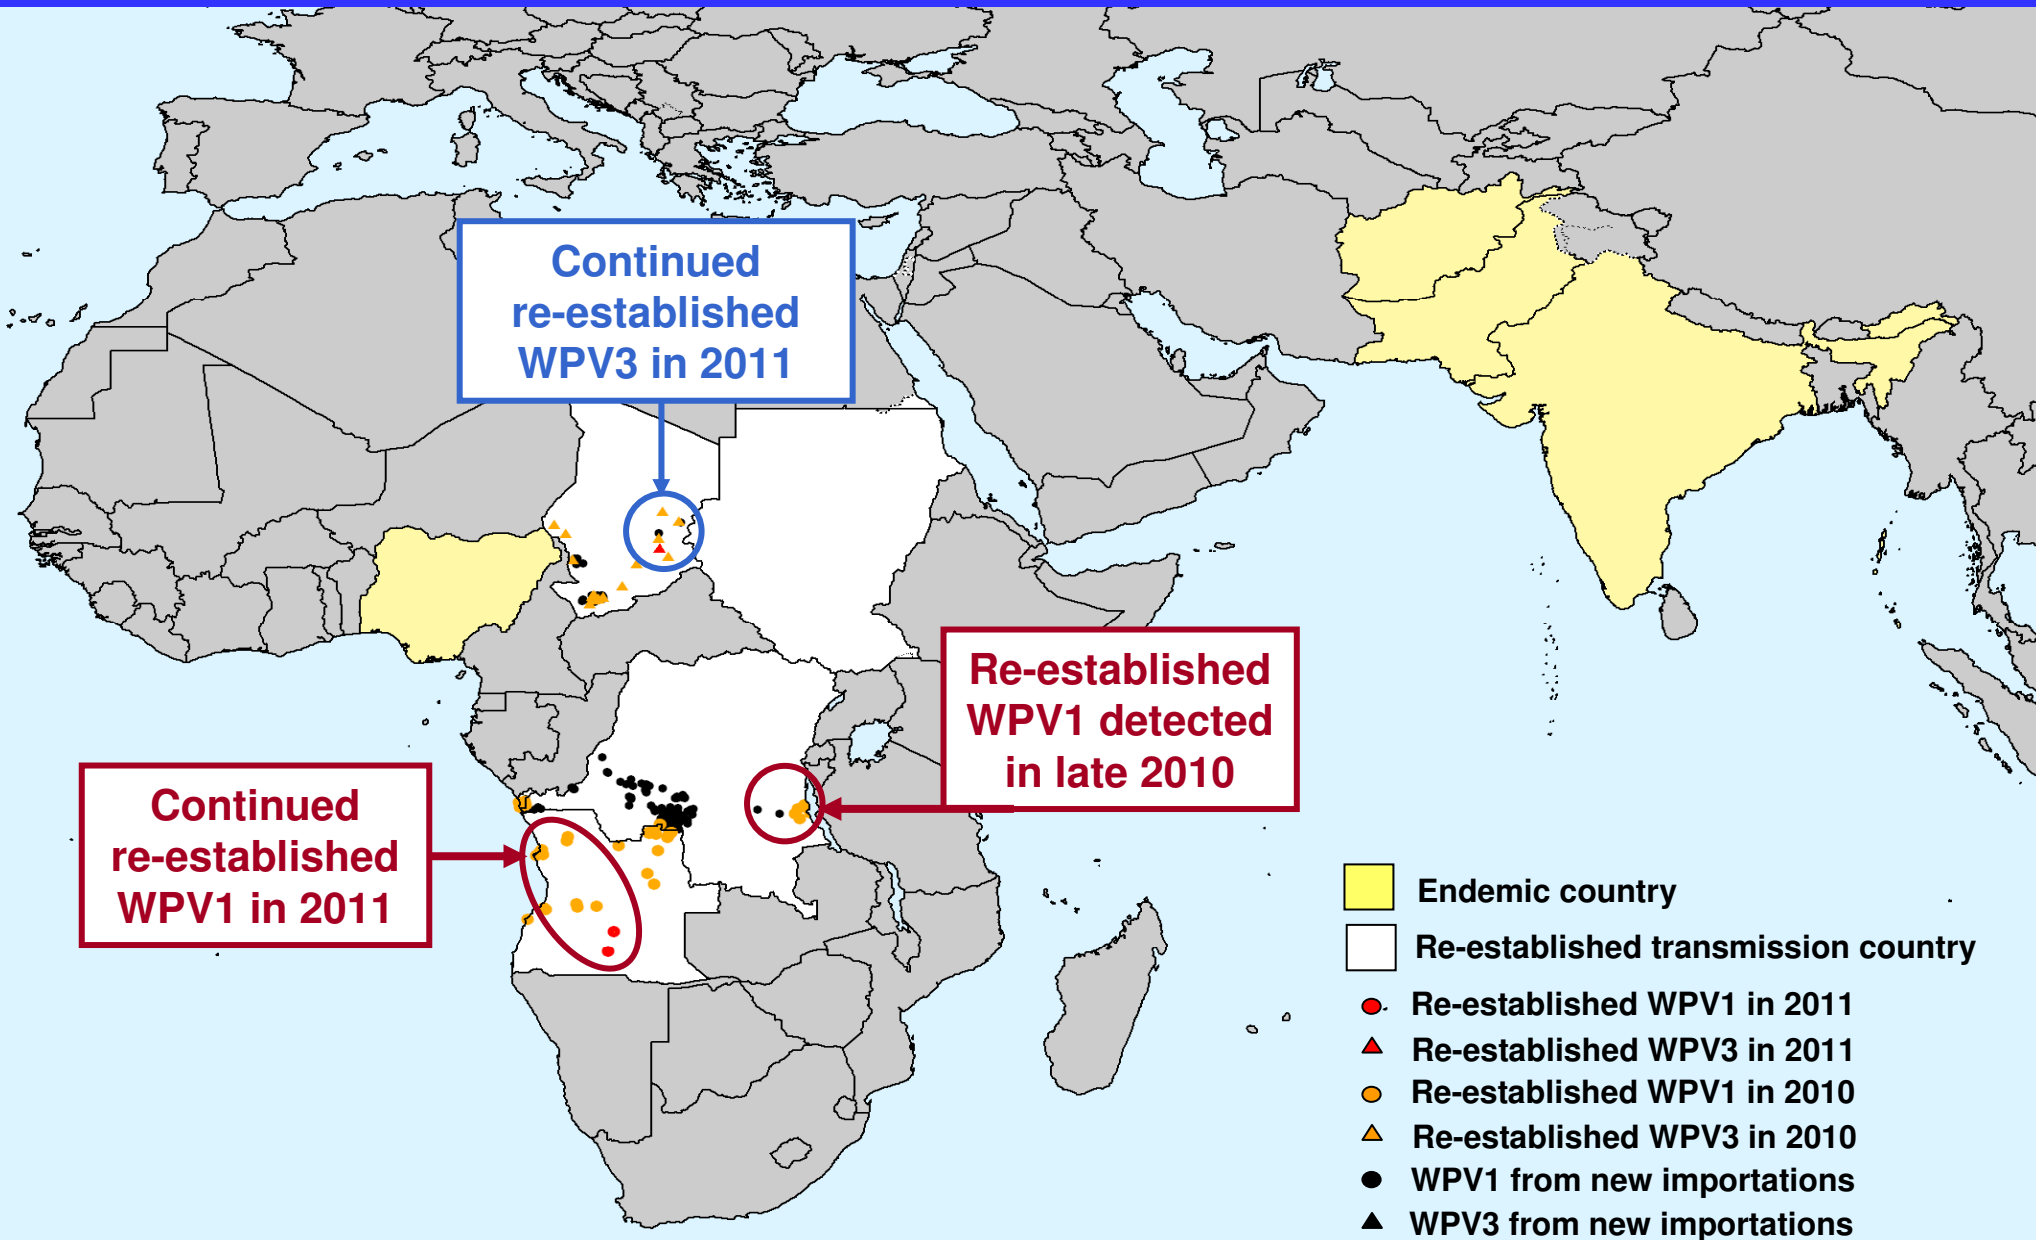 Continued
re-established
WPV3 in 2011
Re-established
WPV1 detected
in late 2010
Continued
re-established
WPV1 in 2011
Endemic country
Re-established transmission country
Re-established WPV1 in 2011
Re-established WPV3 in 2011
Re-established WPV1 in 2010
Re-established WPV3 in 2010
WPV1 from new importations
WPV3 from new importations